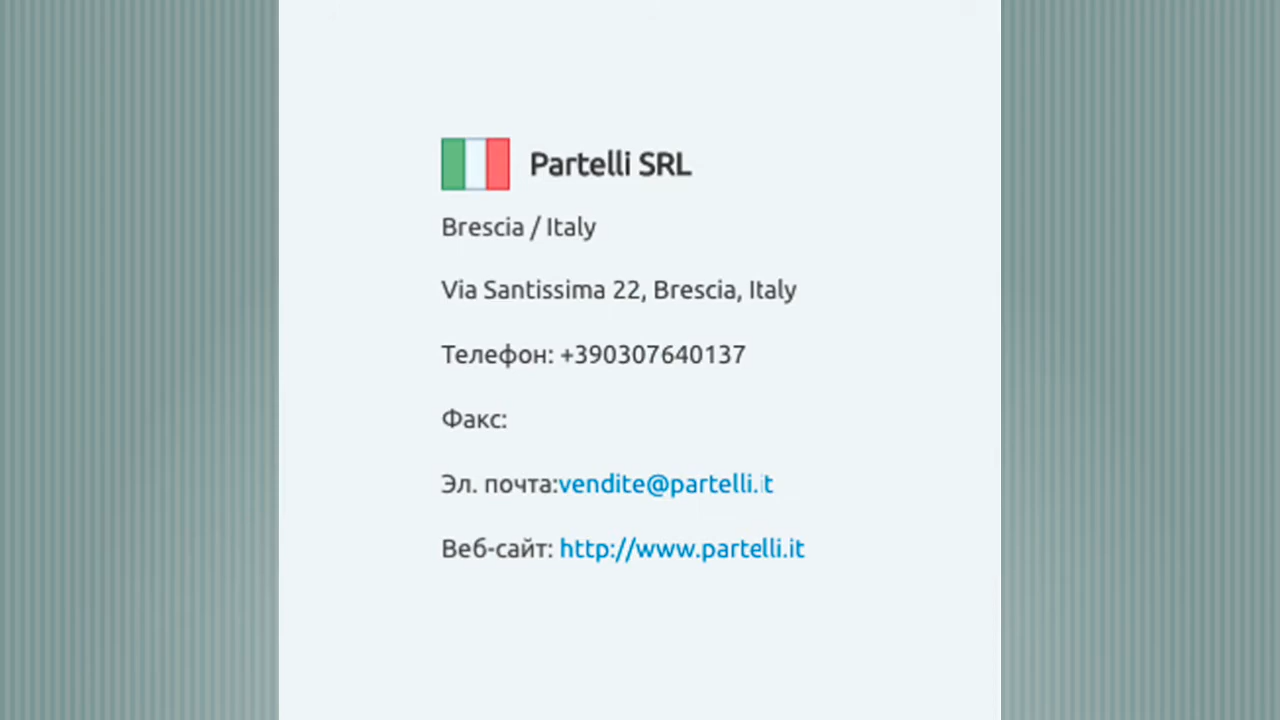 Partelli SRL
Brescia / Italy
Via Santissima 22, Brescia, Italy
Телефон: +390307640137
Факс:
Эл. почта:vendite@partelli.it
Веб-сайт: http://www.partelli.it